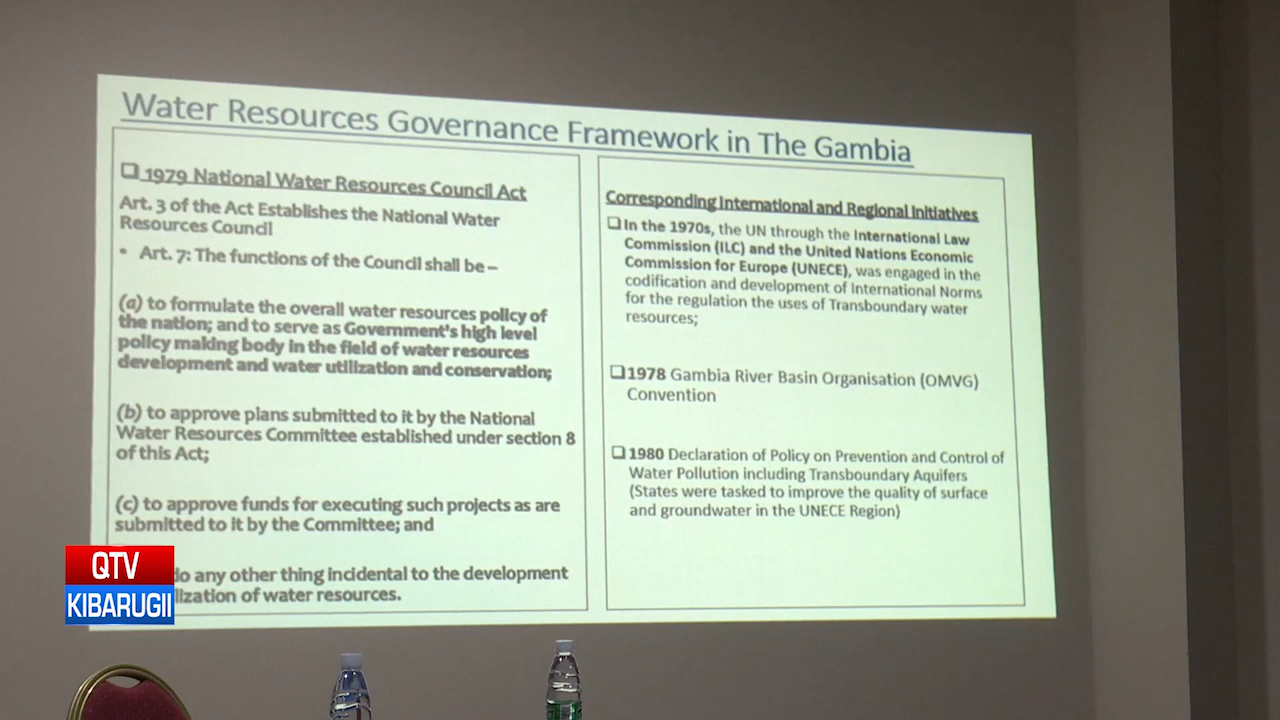 Water Resources Governance Framework in The Gambia
❑ 1979 National Water Resources Council Act
Art. 3 of the Act Establishes the National Water
Resources Council
• Art. 7: The functions of the Council shall be –
(a) to formulate the overall water resources policy of
the nation; and to serve as Government's high level
policy making body in the field of water resources
development and water utilization and conservation;
(b) to approve plans submitted to it by the National
Water Resources Committee established under section 8
of this Act;
(c) to approve funds for executing such projects as are
submitted to it by the Committee; and
do any other thing incidental to the development
lization of water resources.
Corresponding International and Regional Initiatives
❑ In the 1970s, the UN through the International Law
Commission (ILC) and the United Nations Economic
Commission for Europe (UNECE), was engaged in the
codification and development of International Norms
for the regulation the uses of Transboundary water
resources;
❑ 1978 Gambia River Basin Organisation (OMVG)
Convention
❑ 1980 Declaration of Policy on Prevention and Control of
Water Pollution including Transboundary Aquifers
(States were tasked to improve the quality of surface
and groundwater in the UNECE Region)
QTV
KIBARUGII